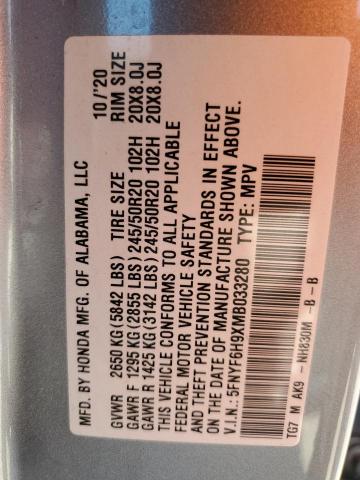 MFD. BY HONDA MFG. OF ALABAMA, LLC 10/'20
GVWR 2650 KG(5842 LBS) TIRE SIZE RIM SIZE
GAWR F 1295 KG(2855 LBS) 245/50R20 102H 20X8.0J
GAWR R 1425 KG(3142 LBS) 245/50R20 102H 20X8.0J
THIS VEHICLE CONFORMS TO ALL APPLICABLE
FEDERAL MOTOR VEHICLE SAFETY
AND THEFT PREVENTION STANDARDS IN EFFECT
ON THE DATE OF MANUFACTURE SHOWN ABOVE.
V.I.N.: 5FNYF6H9XMB033280 TYPE: MPV
TG7 M AK9 -NH830M -B-B